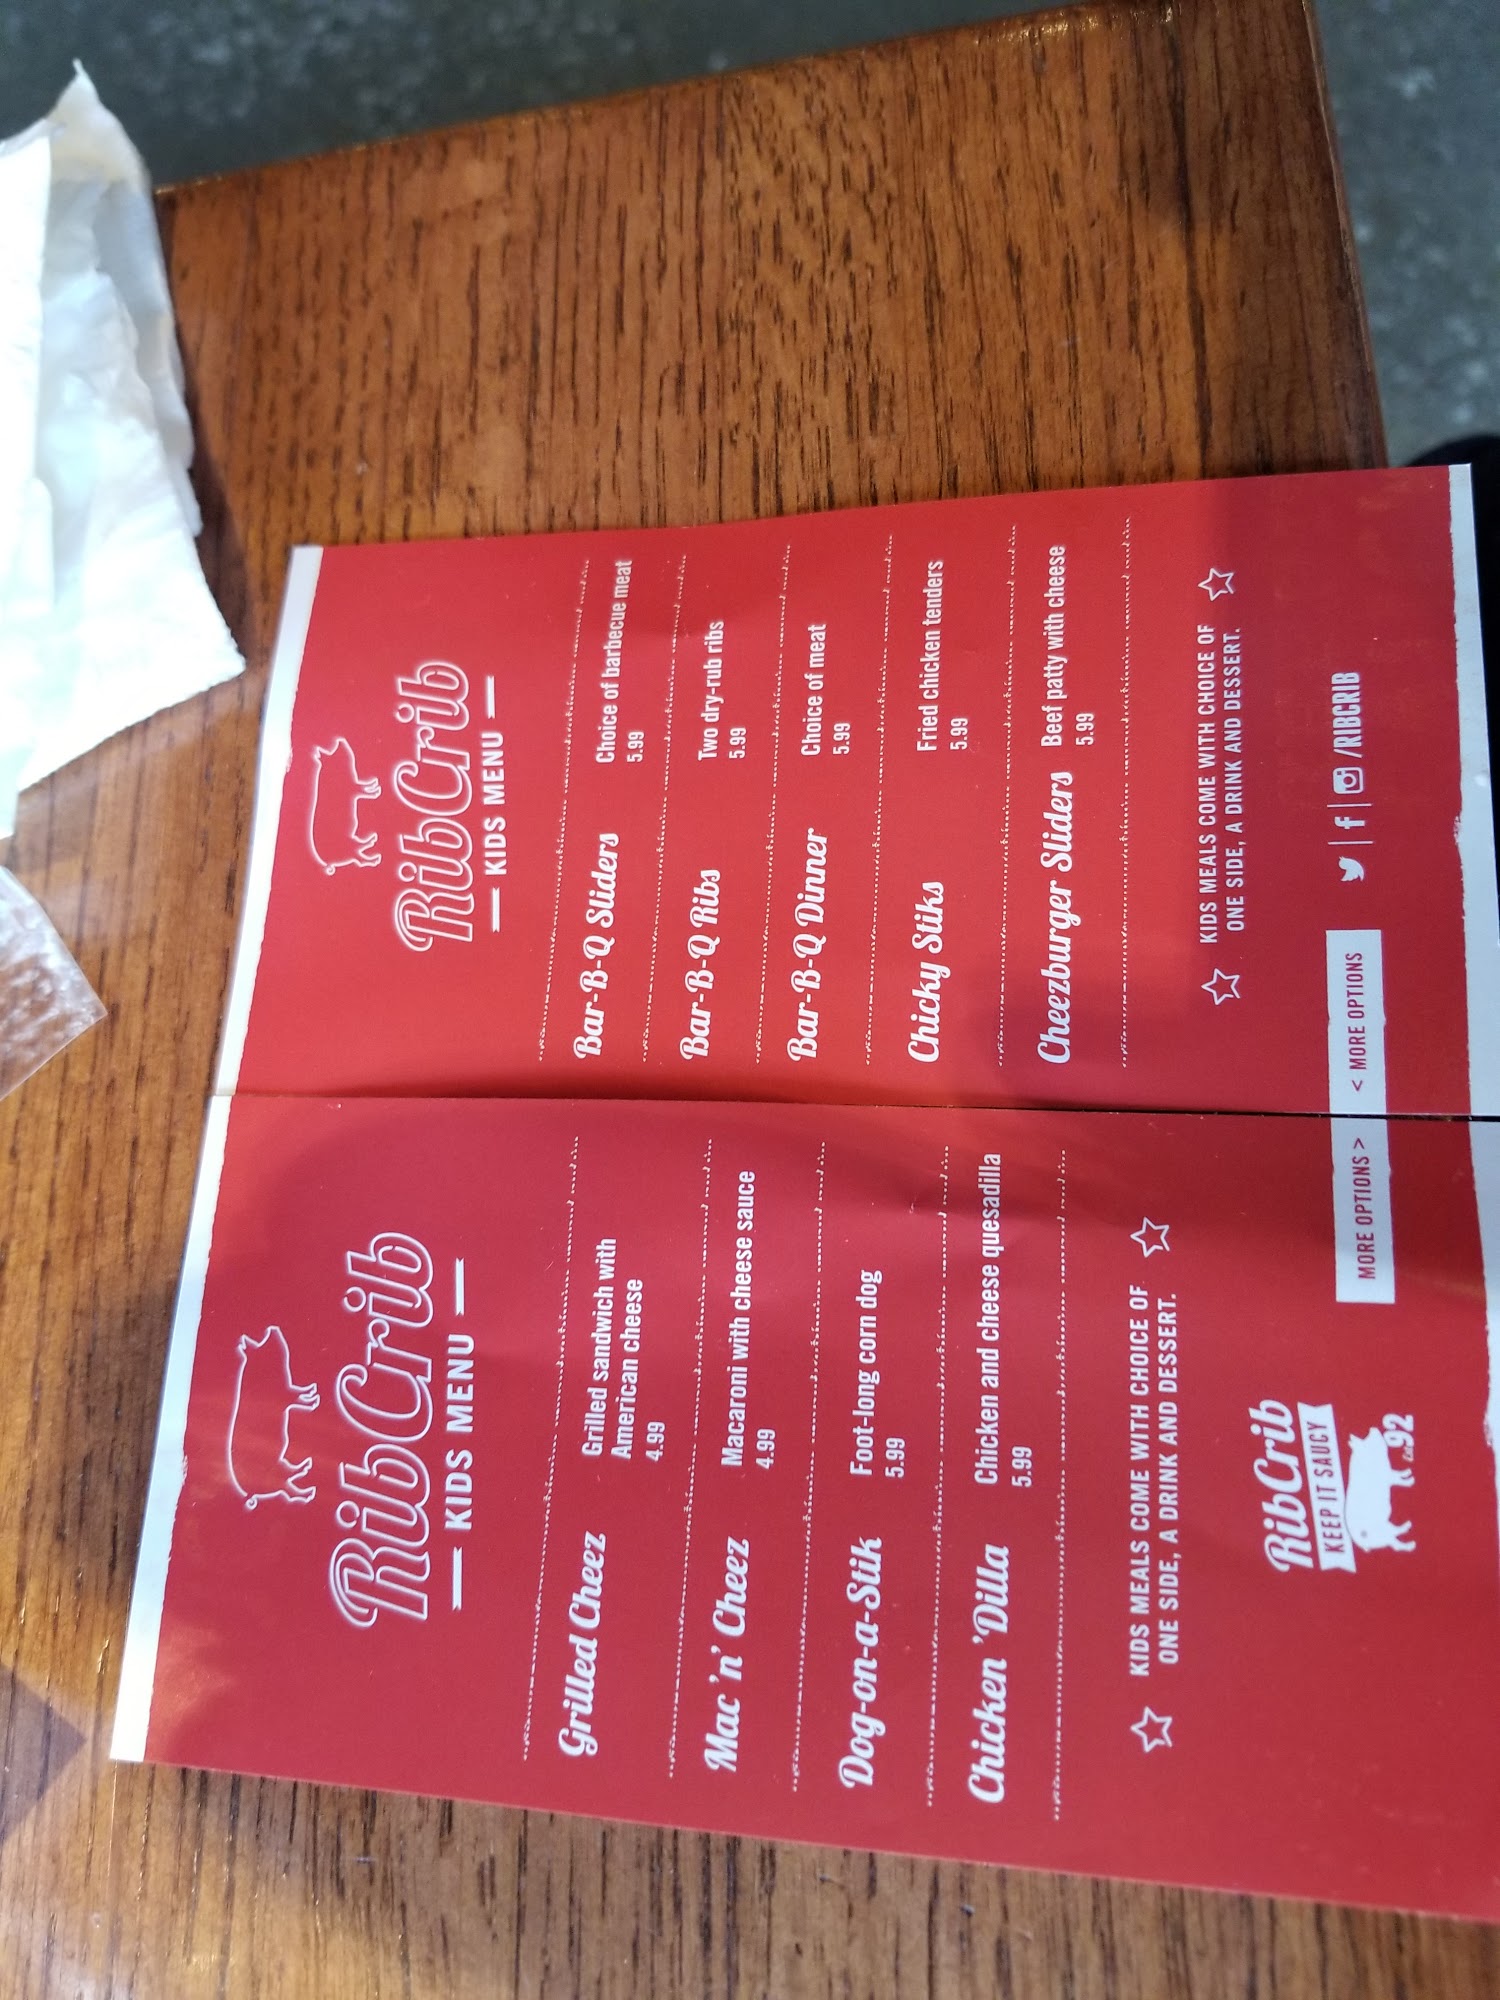 RibCrib
KIDS MENU
Grilled Cheez
Grilled sandwich with
American cheese
4.99
Mac 'n' Cheez
Macaroni with cheese sauce
4.99
Dog-on-a-Stik
Foot-long corn dog
5.99
Chicken 'Dilla
Chicken and cheese quesadilla
5.99
KIDS MEALS COME WITH CHOICE OF
ONE SIDE, A DRINK AND DESSERT.
RibCrib
KEEP IT SAUCY
Est. 92
MORE OPTIONS >
RibCrib
KIDS MENU
Bar-B-Q Sliders
Choice of barbecue meat
5.99
Bar-B-Q Ribs
Two dry-rub ribs
5.99
Bar-B-Q Dinner
Choice of meat
5.99
Chicky Stiks
Fried chicken tenders
5.99
Cheezburger Sliders
Beef patty with cheese
5.99
KIDS MEALS COME WITH CHOICE OF
ONE SIDE, A DRINK AND DESSERT.
< MORE OPTIONS
/RIBCRIB